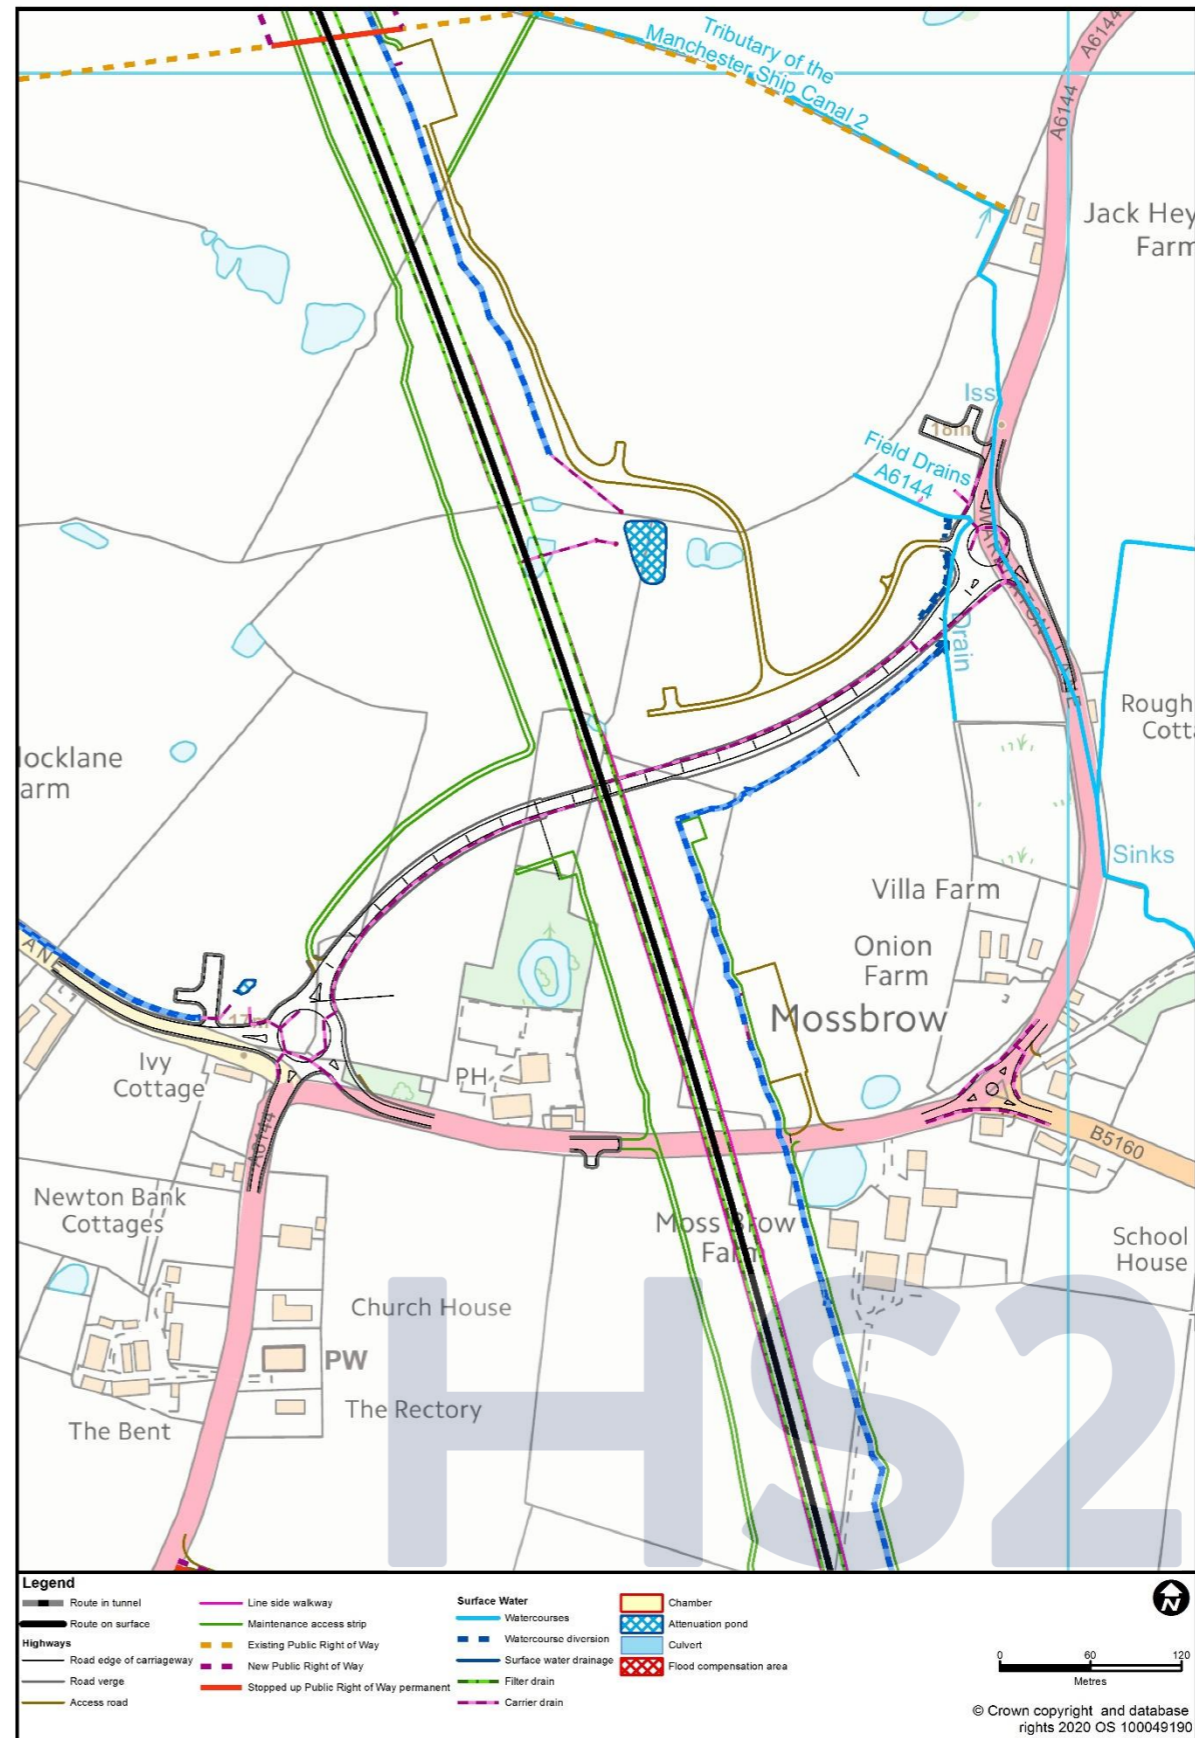 Tributary of the
Manchester Ship Canal 2
A6144
A6144
Jack Hey
Farm
Iss
18m
Field Drains
A6144
WARBURTON LANE
Drain
Rough
Cotta
locklane
arm
Sinks
Villa Farm
Onion
Farm
Mossbrow
AN
17m
Ivy
Cottage
PH
A6144
B5160
Newton Bank
Cottages
Moss Brow
Farm
School
House
Church House
PW
The Rectory
The Bent
HS2
Legend
Route in tunnel
Route on surface
Highways
Road edge of carriageway
Road verge
Access road
Line side walkway
Maintenance access strip
Existing Public Right of Way
New Public Right of Way
Stopped up Public Right of Way permanent
Surface Water
Watercourses
Watercourse diversion
Surface water drainage
Filter drain
Carrier drain
Chamber
Attenuation pond
Culvert
Flood compensation area
N
0 60 120
Metres
© Crown copyright and database
rights 2020 OS 100049190